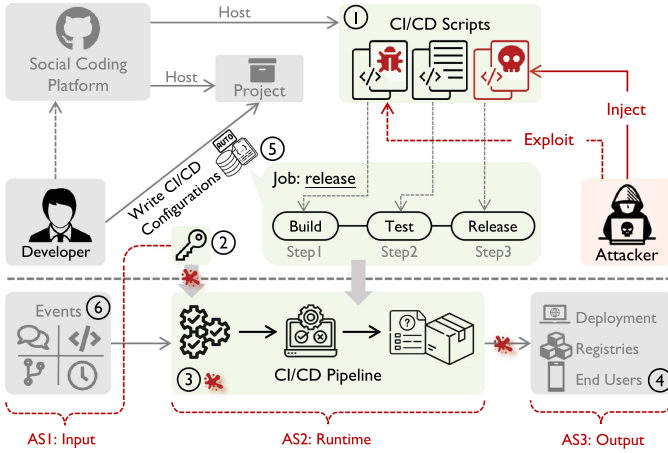 Host
1
CI/CD Scripts
Social Coding
Platform
Host
Project
Inject
Exploit
AUTO
5
Write CI/CD
Configurations
Job: release
Build
Test
Release
Step1
Step2
Step3
Developer
Attacker
2
Events
6
Deployment
Registries
End Users
4
3
CI/CD Pipeline
AS1: Input
AS2: Runtime
AS3: Output